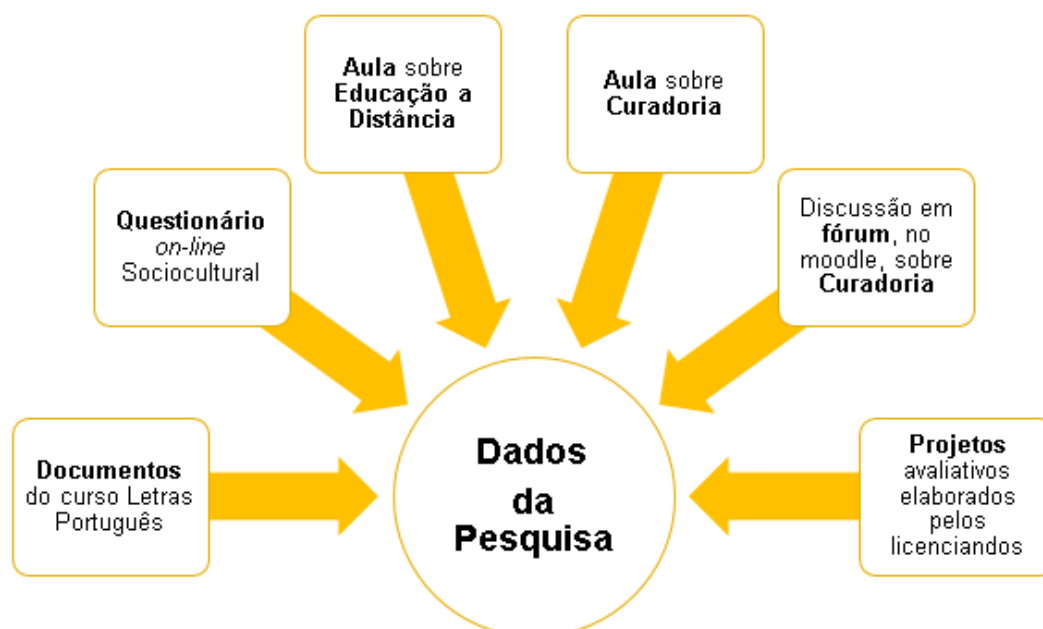 Documentos
do curso Letras
Português
Questionário
on-line
Sociocultural
Aula sobre
Educação a
Distância
Aula sobre
Curadoria
Discussão em
fórum, no
moodle, sobre
Curadoria
Projetos
avaliativos
elaborados
pelos
licenciandos
Dados
da
Pesquisa